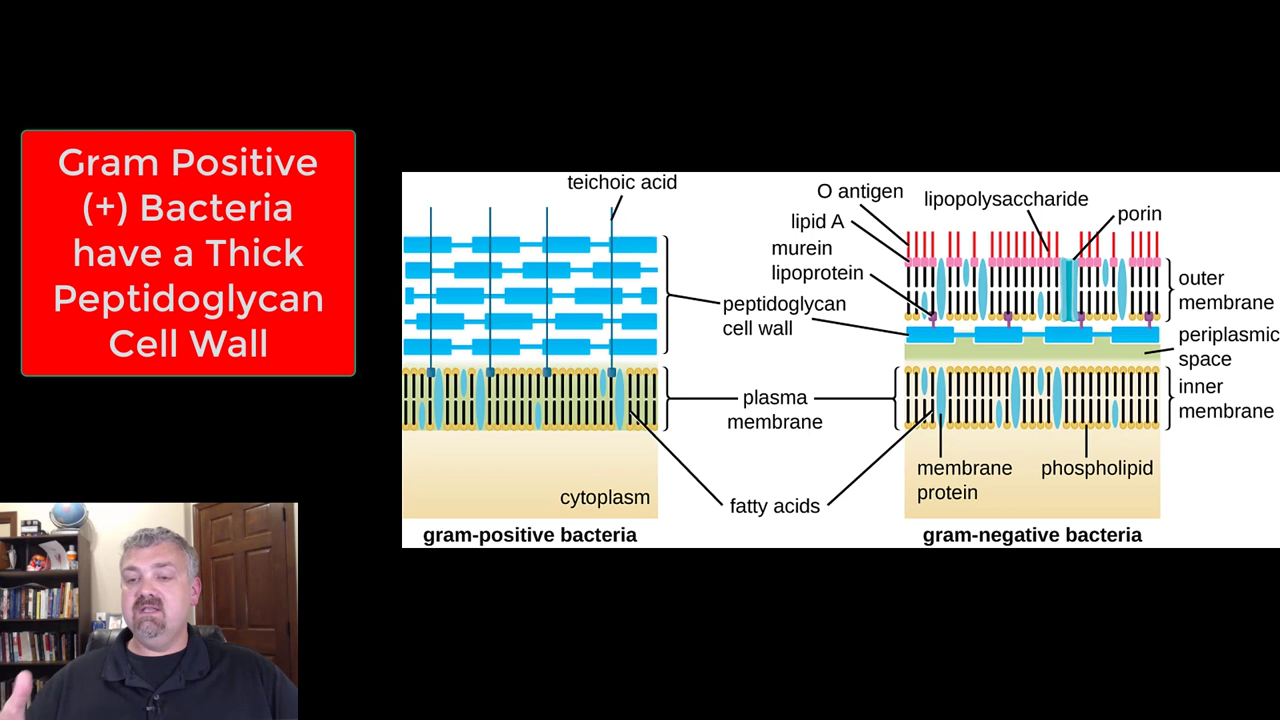 Gram Positive
(+) Bacteria
have a Thick
Peptidoglycan
Cell Wall
teichoic acid
peptidoglycan
cell wall
plasma
membrane
fatty acids
cytoplasm
gram-positive bacteria
O antigen
lipopolysaccharide
porin
lipid A
murein
lipoprotein
outer
membrane
periplasmic
space
inner
membrane
membrane
protein
phospholipid
gram-negative bacteria